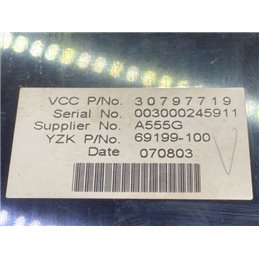 VCC P/No. 30797719
Serial No. 003000245911
Supplier No. A555G
YZK P/No. 69199-100
Date 070803